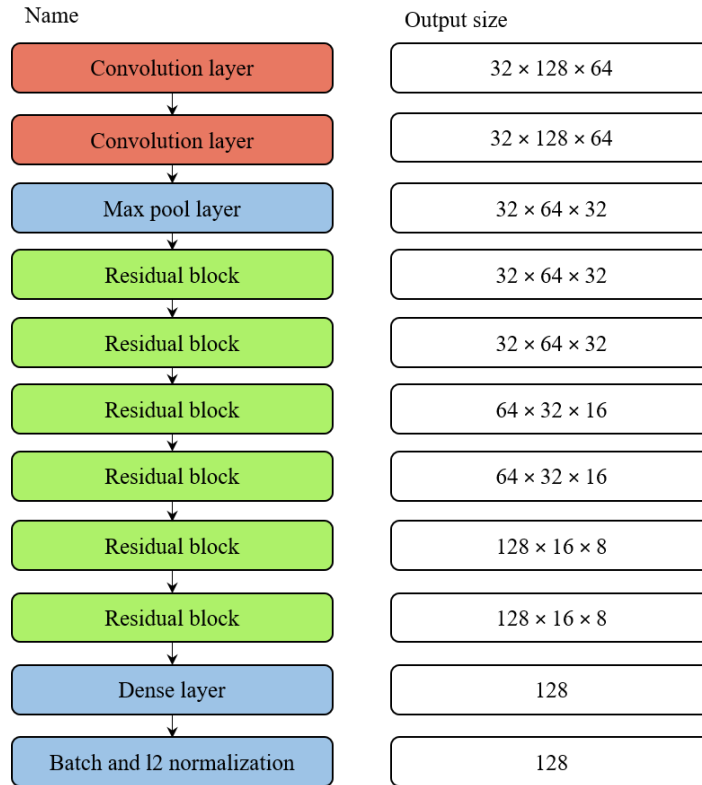 Name Output size
Convolution layer 32 × 128 × 64
Convolution layer 32 × 128 × 64
Max pool layer 32 × 64 × 32
Residual block 32 × 64 × 32
Residual block 32 × 64 × 32
Residual block 64 × 32 × 16
Residual block 64 × 32 × 16
Residual block 128 × 16 × 8
Residual block 128 × 16 × 8
Dense layer 128
Batch and l2 normalization 128